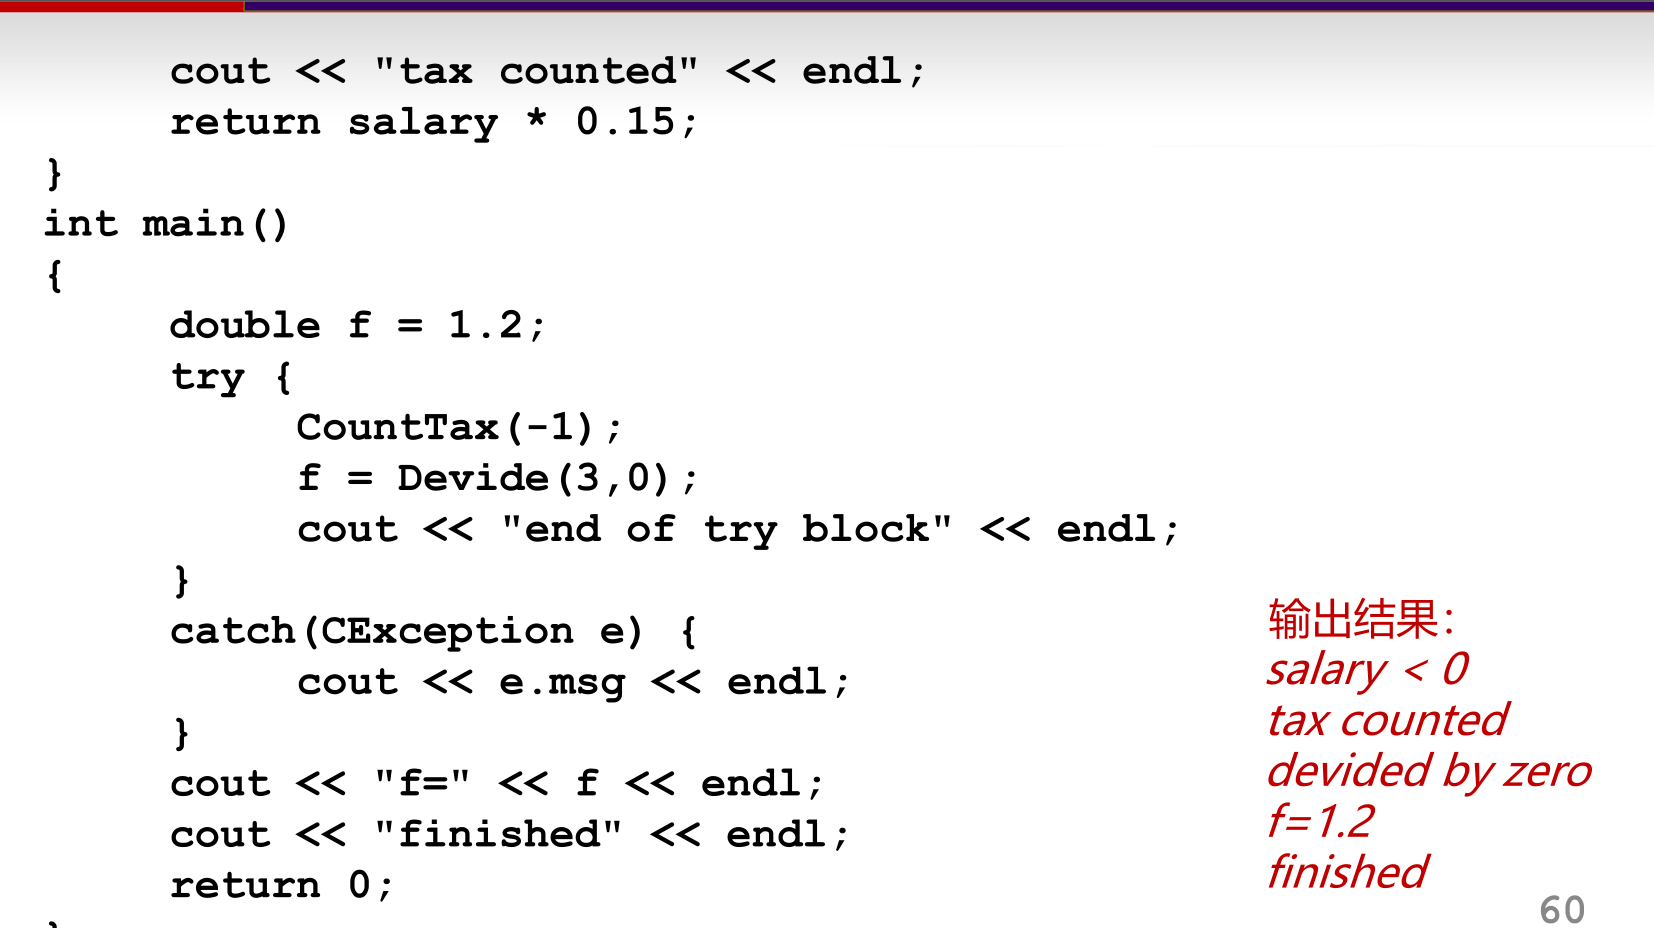 cout << "tax counted" << endl;
return salary * 0.15;
}
int main()
{
double f = 1.2;
try {
CountTax(-1);
f = Devide(3,0);
cout << "end of try block" << endl;
}
catch(CException e) {
cout << e.msg << endl;
}
cout << "f=" << f << endl;
cout << "finished" << endl;
return 0;
}
输出结果：
salary < 0
tax counted
devided by zero
f=1.2
finished
60